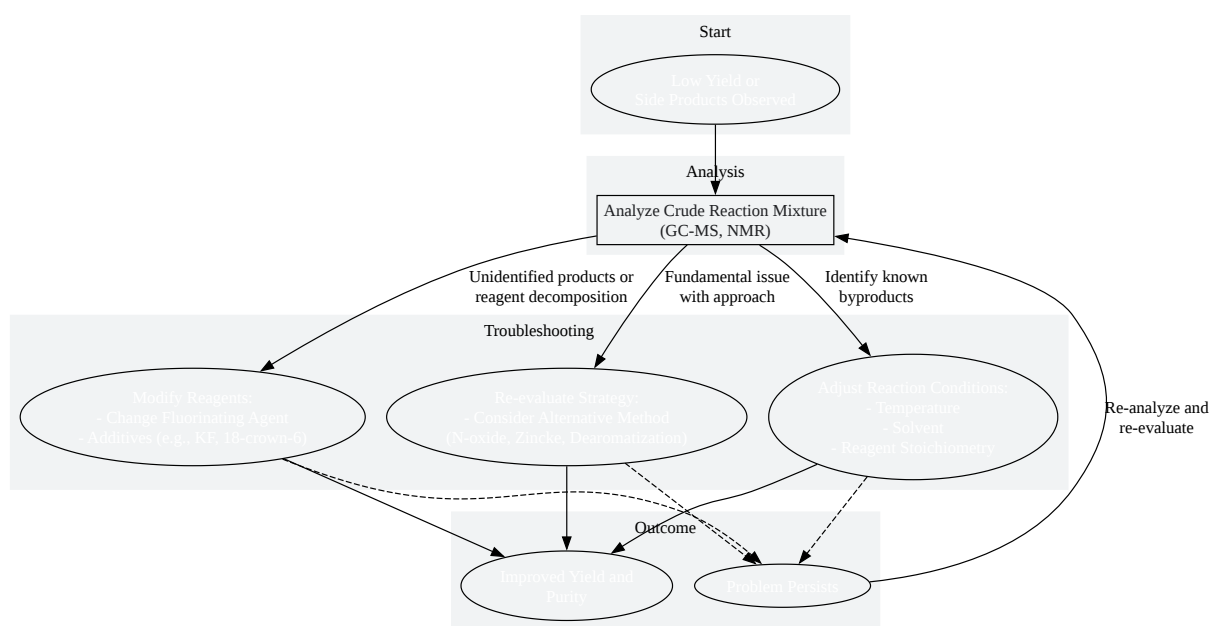 Start
Low Yield or
Side Products Observed
Analysis
Analyze Crude Reaction Mixture
(GC-MS, NMR)
Unidentified products or
reagent decomposition
Fundamental issue
with approach
Identify known
byproducts
Troubleshooting
Modify Reagents:
- Change Fluorinating Agent
- Additives (e.g., KF, 18-crown-6)
Re-evaluate Strategy:
- Consider Alternative Method
(N-oxide, Zincke, Dearomatization)
Adjust Reaction Conditions:
- Temperature
- Solvent
- Reagent Stoichiometry
Re-analyze and
re-evaluate
Outcome
Improved Yield and
Purity
Problem Persists